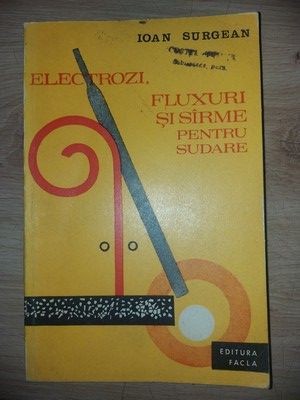 IOAN SURGEAN
ELECTROZI,
FLUXURI
ȘI SÎRME
PENTRU
SUDARE
EDITURA
FACLA